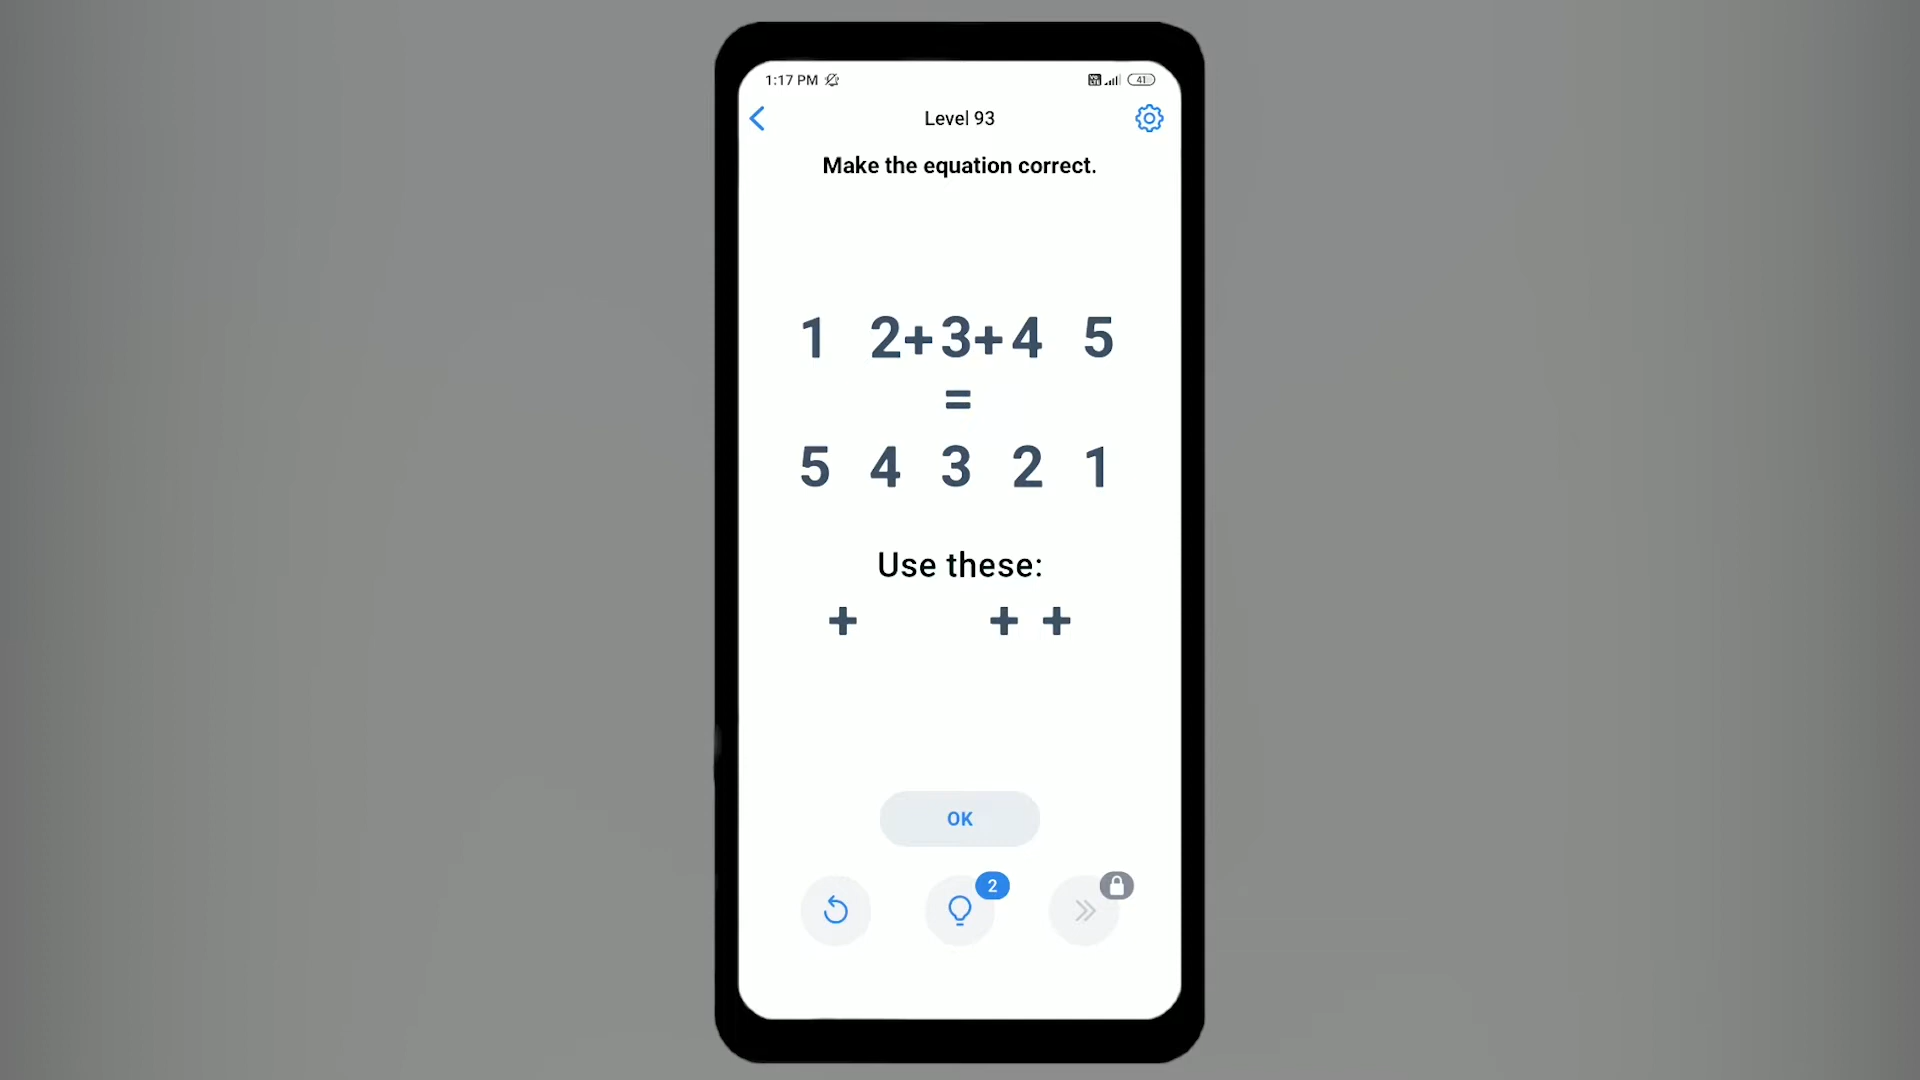 1:17 PM
41
Level 93
Make the equation correct.
1 2+3+4 5
=
5 4 3 2 1
Use these:
+ + +
OK
2